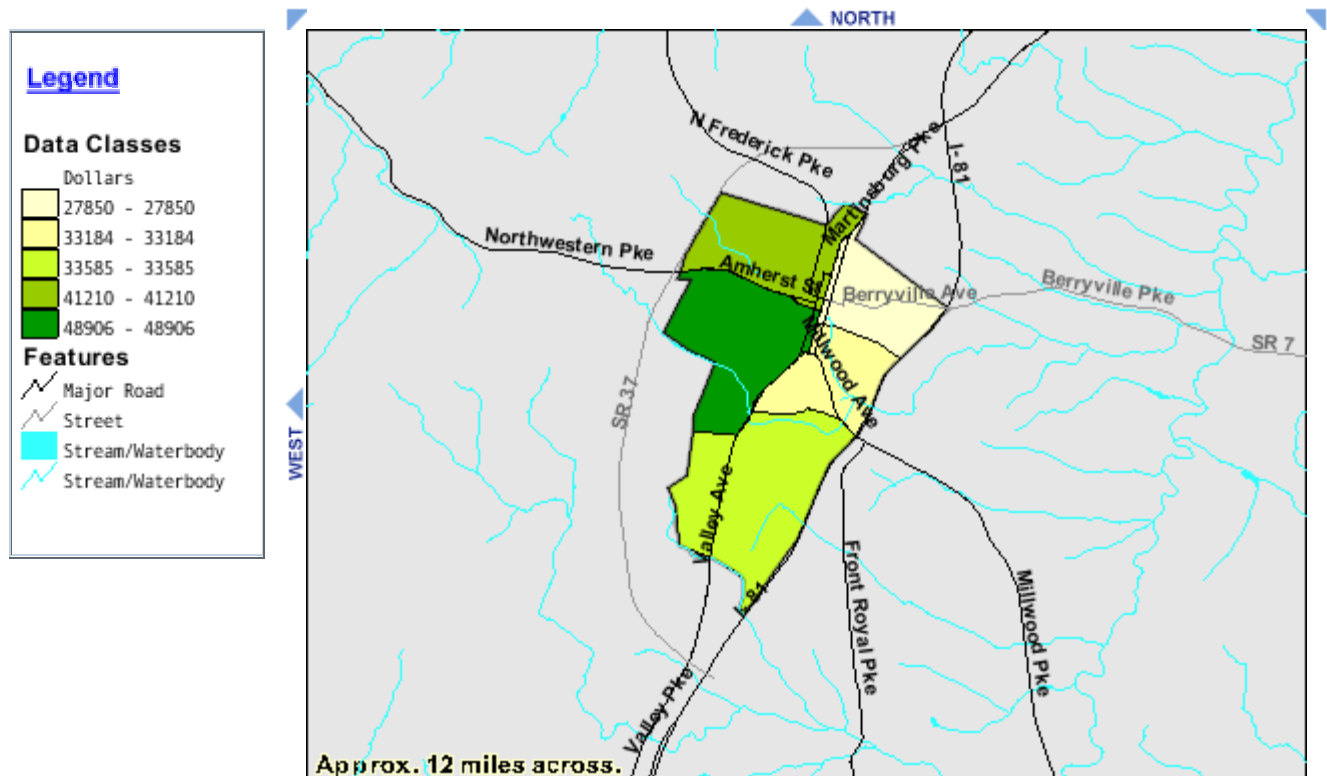 NORTH
Legend
Data Classes
Dollars
27850 - 27850
33184 - 33184
33585 - 33585
41210 - 41210
48906 - 48906
Features
Major Road
Street
Stream/Waterbody
Stream/Waterbody
WEST
N Frederick Pke
Martinsburg Pke
I-81
Northwestern Pke
Amherst St
Berryville Ave
Berryville Pke
SR 7
Millwood Ave
SR 37
Valley Ave
I-81
Front Royal Pke
Millwood Pke
Valley Pke
Approx. 12 miles across.